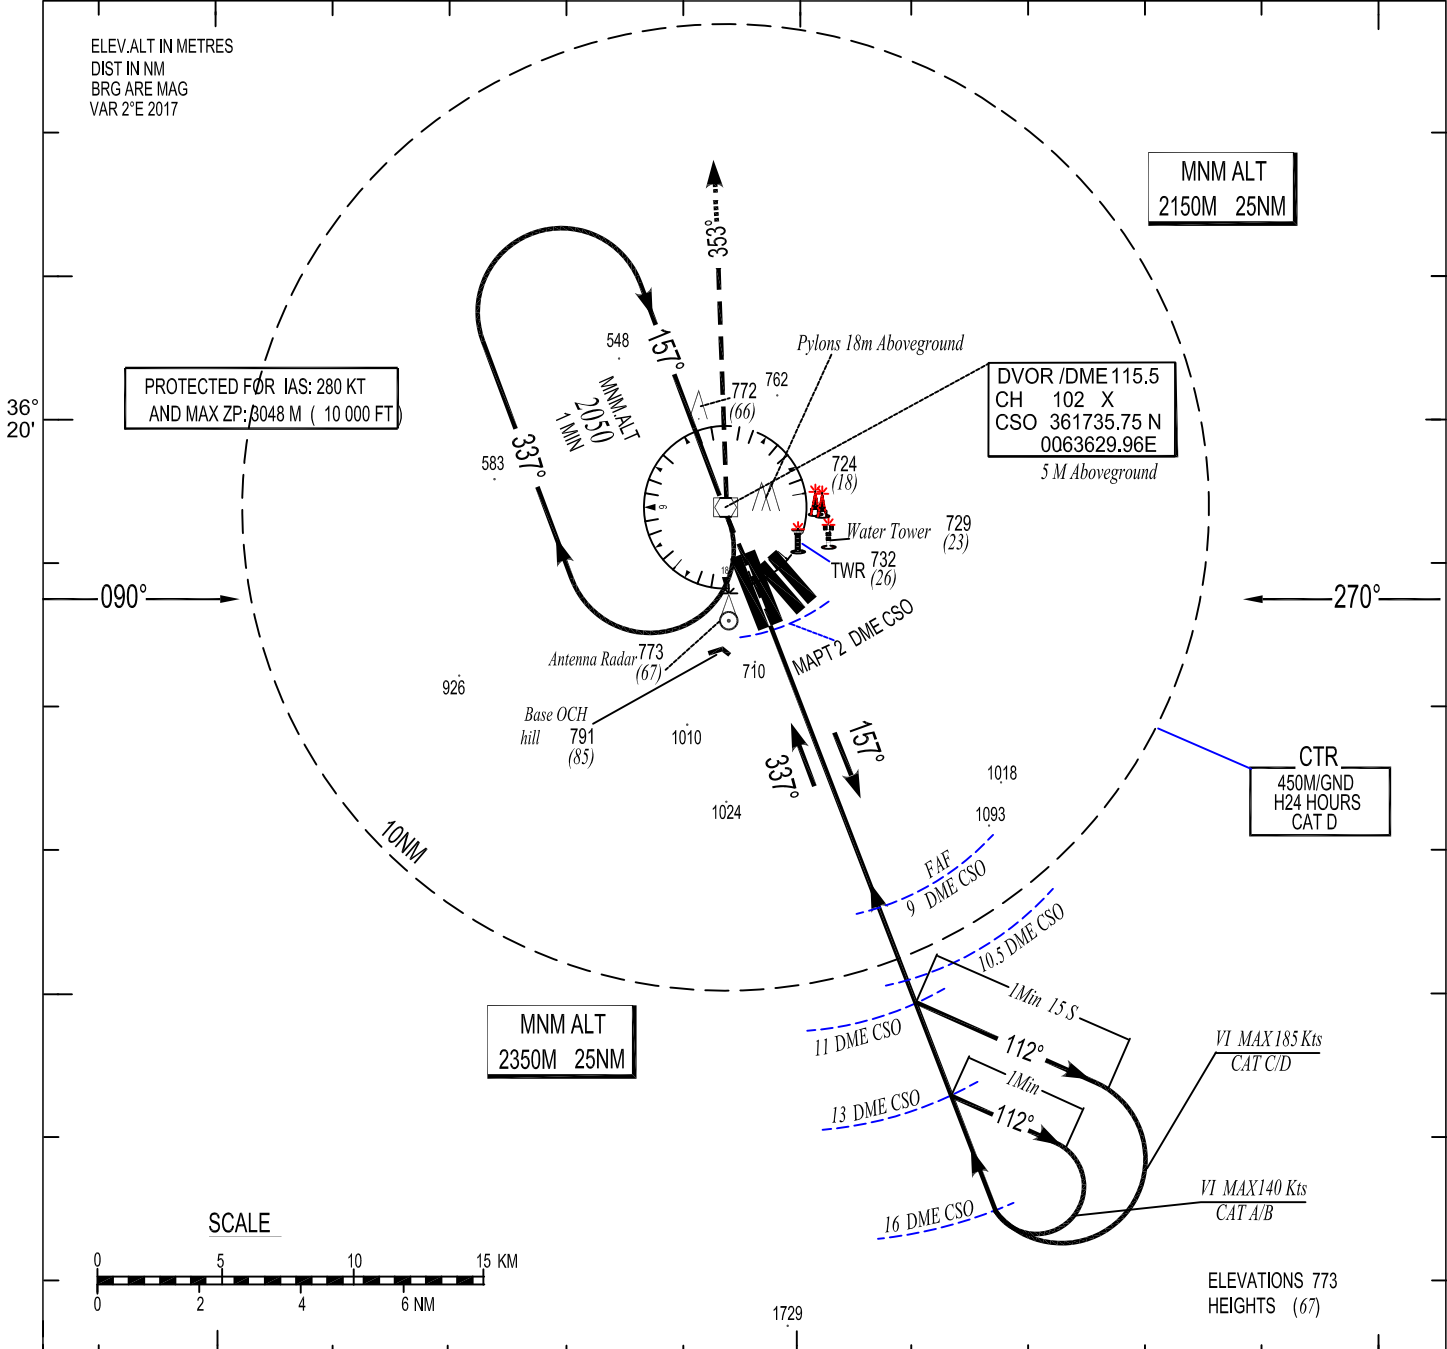 ELEV.ALT IN METRES
DIST IN NM
BRG ARE MAG
VAR 2°E 2017
MNM ALT
2150M 25NM
353°
548
157°
Pylons 18m Aboveground
PROTECTED FOR IAS: 280 KT
AND MAX ZP: 3048 M ( 10 000 FT )
36°
20'
MNM.ALT
2050
1 MIN
772
(66)
762
DVOR /DME 115.5
CH 102 X
CSO 361735.75 N
0063629.96E
5 M Aboveground
337°
583
724
(18)
9
18
Water Tower 729
(23)
TWR 732
(26)
090°
270°
MAPT 2 DME CSO
Antenna Radar 773
(67)
710
926
Base OCH
hill 791
(85)
1010
157°
337°
1024
1018
1093
CTR
450M/GND
H24 HOURS
CAT D
10NM
FAF
9 DME CSO
10.5 DME CSO
1Min 15 S
MNM ALT
2350M 25NM
11 DME CSO
112°
VI MAX 185 Kts
CAT C/D
1Min
13 DME CSO
112°
VI MAX140 Kts
CAT A/B
16 DME CSO
SCALE
0 5 10 15 KM
0 2 4 6 NM
ELEVATIONS 773
HEIGHTS (67)
1729